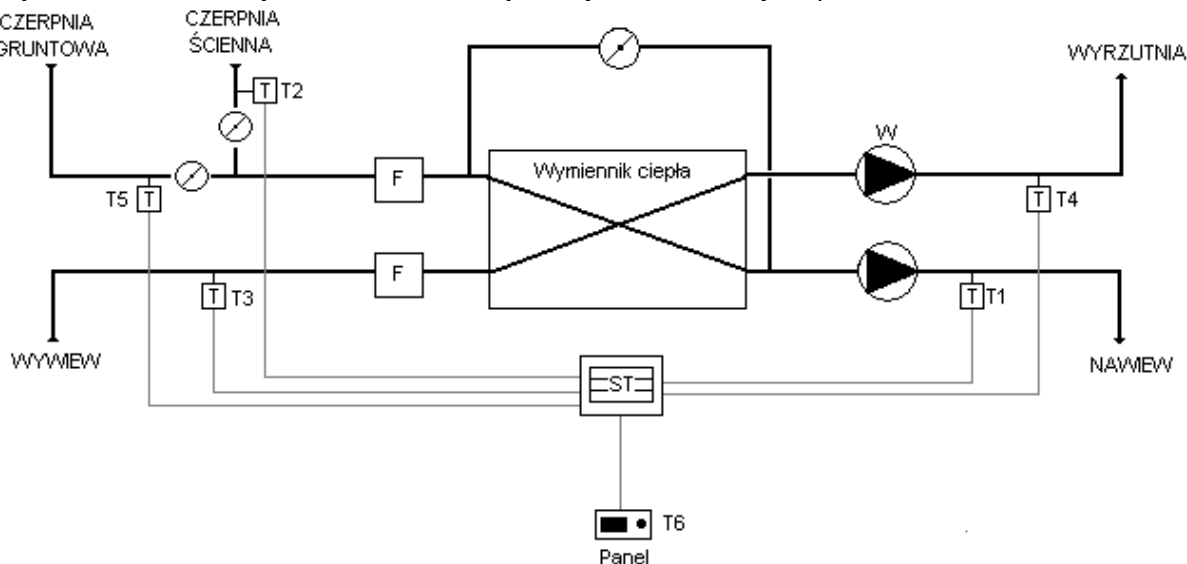 CZERPNIA
GRUNTOWA
CZERPNIA
ŚCIENNA
WYRZUTNIA
T T2
W
Wymiennik ciepła
F
T5 T
T T4
F
T T3
T T1
WYWIEW
NAWIEW
ST
T6
Panel